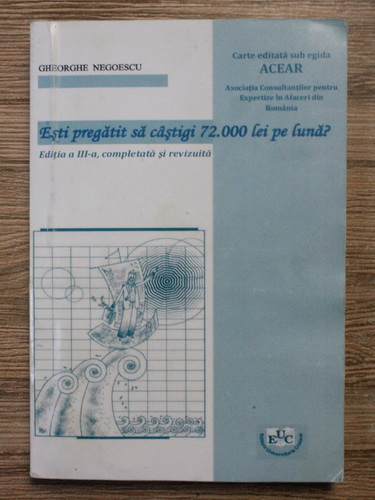 GHEORGHE NEGOESCU
Carte editată sub egida
ACEAR
Asociația Consultanților pentru
Expertize în Afaceri din
România
Ești pregătit să câștigi 72.000 lei pe lună?
Ediția a III-a, completată și revizuită
EUC